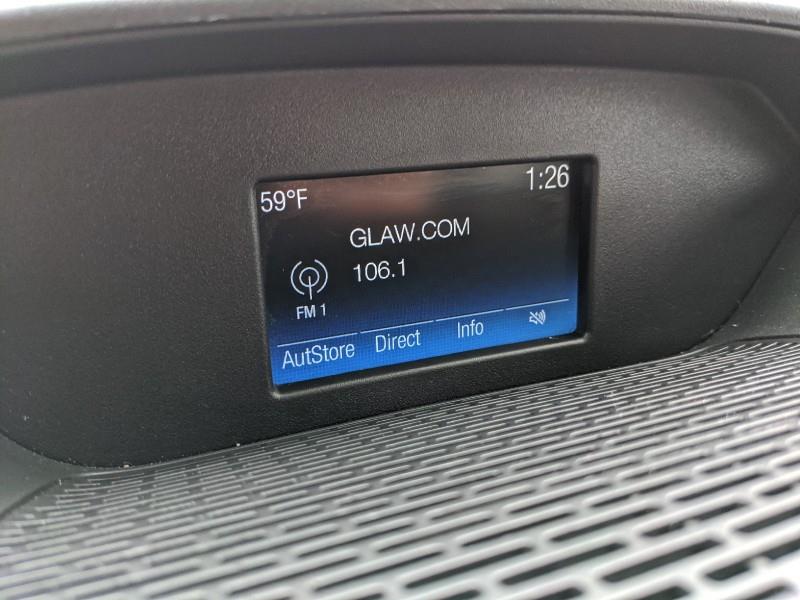 59°F 1:26
GLAW.COM
106.1
FM 1
AutStore Direct Info